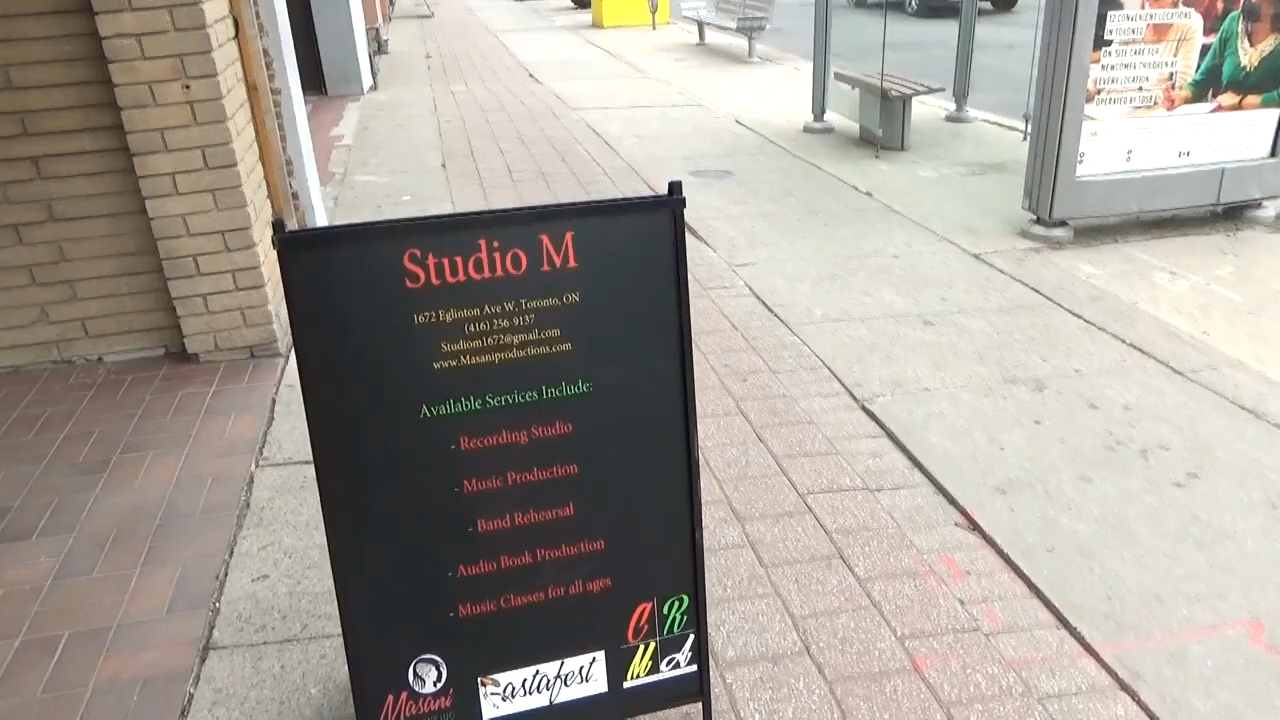 12 CONVENIENT LOCATIONS
IN TORONTO
ON-SITE CARE FOR
NEWCOMER CHILDREN AT
EVERY LOCATION
OPERATED BY TDSB
Studio M
1672 Eglinton Ave W, Toronto, ON
(416) 256-9137
Studiom1672@gmail.com
www.Masaniproductions.com
Available Services Include:
- Recording Studio
- Music Production
- Band Rehearsal
- Audio Book Production
- Music Classes for all ages
C R
M A
Masani
Rastafest